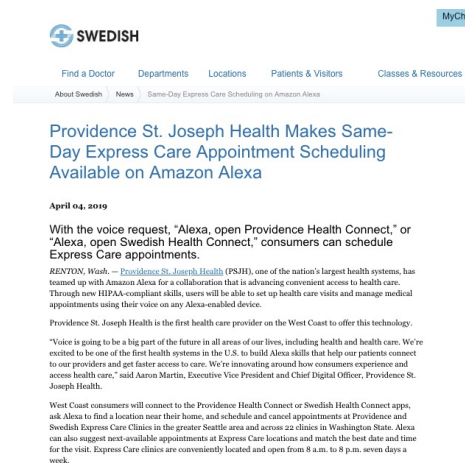 MyCh
SWEDISH
Find a Doctor Departments Locations Patients & Visitors Classes & Resources
About Swedish News Same-Day Express Care Scheduling on Amazon Alexa
Providence St. Joseph Health Makes Same-
Day Express Care Appointment Scheduling
Available on Amazon Alexa
April 04, 2019
With the voice request, “Alexa, open Providence Health Connect,” or
“Alexa, open Swedish Health Connect,” consumers can schedule
Express Care appointments.
RENTON, Wash. — Providence St. Joseph Health (PSJH), one of the nation’s largest health systems, has
teamed up with Amazon Alexa for a collaboration that is advancing convenient access to health care.
Through new HIPAA-compliant skills, users will be able to set up health care visits and manage medical
appointments using their voice on any Alexa-enabled device.
Providence St. Joseph Health is the first health care provider on the West Coast to offer this technology.
“Voice is going to be a big part of the future in all areas of our lives, including health and health care. We’re
excited to be one of the first health systems in the U.S. to build Alexa skills that help our patients connect
to our providers and get faster access to care. We’re innovating around how consumers experience and
access health care,” said Aaron Martin, Executive Vice President and Chief Digital Officer, Providence St.
Joseph Health.
West Coast consumers will connect to the Providence Health Connect or Swedish Health Connect apps,
ask Alexa to find a location near their home, and schedule and cancel appointments at Providence and
Swedish Express Care Clinics in the greater Seattle area and across 22 clinics in Washington State. Alexa
can also suggest next-available appointments at Express Care locations and match the best date and time
for the visit. Express Care clinics are conveniently located and open from 8 a.m. to 8 p.m. seven days a
week.